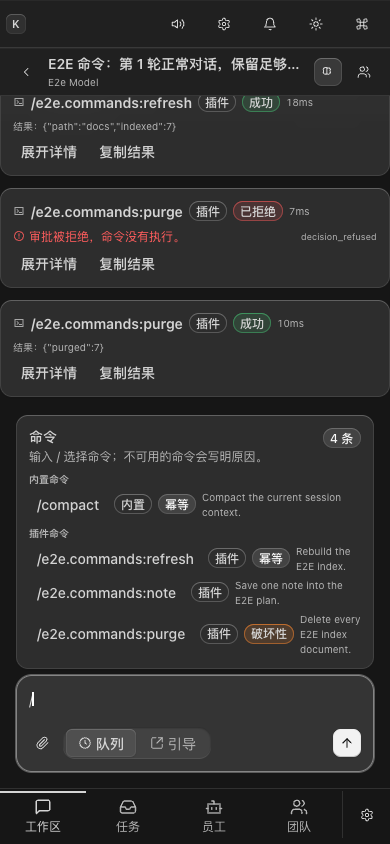 K
E2E 命令：第 1 轮正常对话，保留足够...
E2e Model
/e2e.commands:refresh 插件 成功 18ms
结果：{"path":"docs","indexed":7}
展开详情 复制结果
/e2e.commands:purge 插件 已拒绝 7ms
审批被拒绝，命令没有执行。 decision_refused
展开详情 复制结果
/e2e.commands:purge 插件 成功 10ms
结果：{"purged":7}
展开详情 复制结果
命令 4 条
输入 / 选择命令；不可用的命令会写明原因。
内置命令
/compact 内置 幂等 Compact the current session
context.
插件命令
/e2e.commands:refresh 插件 幂等 Rebuild the
E2E index.
/e2e.commands:note 插件 Save one note into the
E2E plan.
/e2e.commands:purge 插件 破坏性 Delete every
E2E index
document.
/
队列 引导
工作区 任务 员工 团队